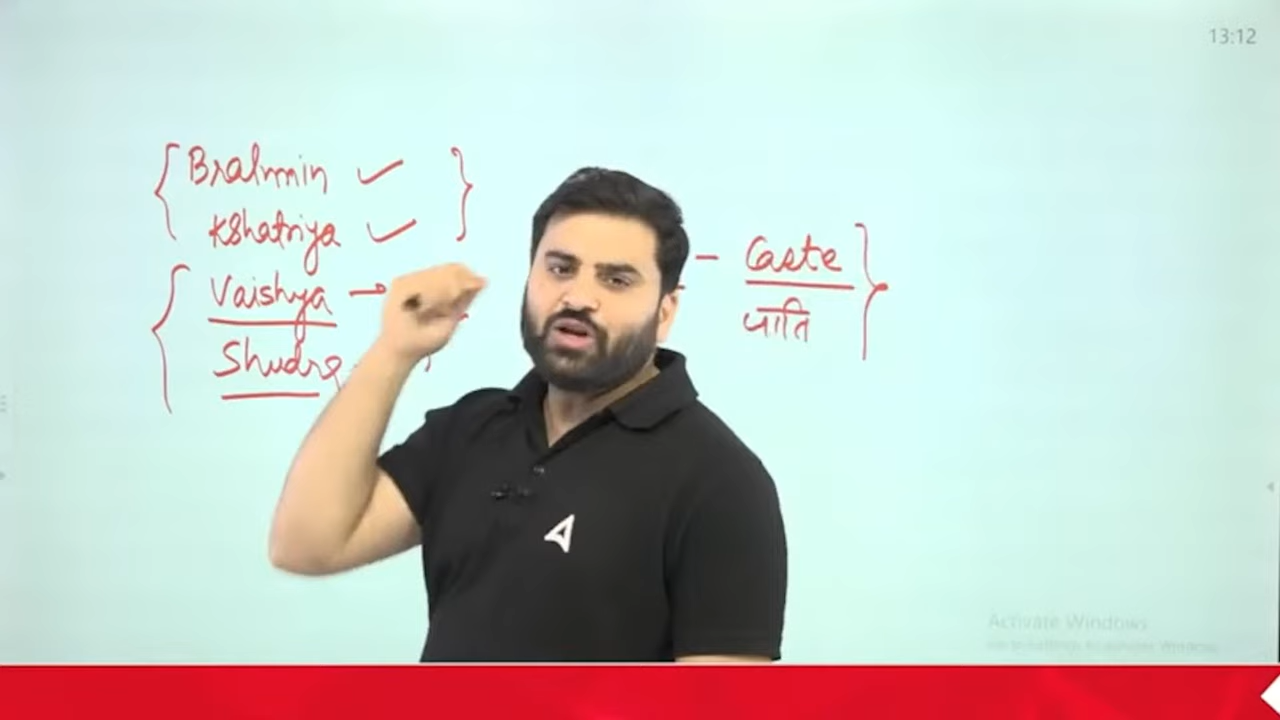 13:12
Brahmin
Kshatriya
Vaishya
Shudra
- Caste
जाति
Activate Windows